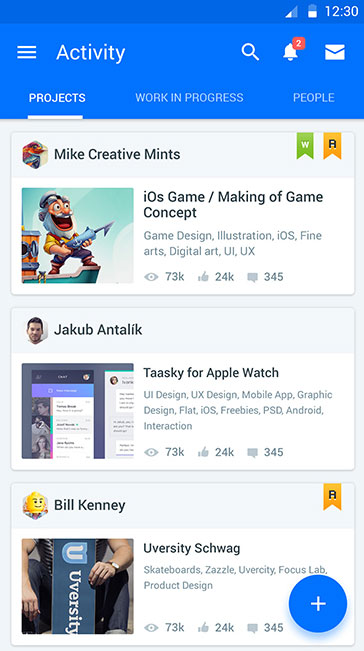 12:30
Activity
2
PROJECTS
WORK IN PROGRESS
PEOPLE
Mike Creative Mints
W
R
iOs Game / Making of Game
Concept
Game Design, Illustration, iOS, Fine
arts, Digital art, UI, UX
73k
24k
345
Jakub Antalík
CHAT
Taasky for Apple Watch
UI Design, UX Design, Mobile App, Graphic
Design, Flat, iOS, Freebies, PSD, Android,
Interaction
73k
24k
345
Bill Kenney
R
U
Uversity
Uversity Schwag
Skateboards, Zazzle, Uvercity, Focus Lab,
Product Design
73k
24k
345
+